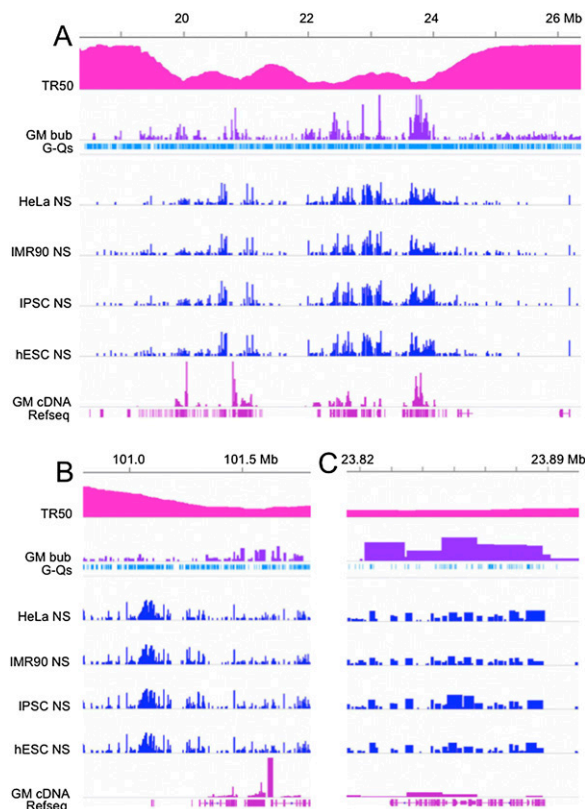 A
20 22 23 24 26 Mb
TR50
GM bub
G-Qs
HeLa NS
IMR90 NS
IPSC NS
hESC NS
GM cDNA
Refseq
B
101.0 101.5 Mb
C
23.82 23.89 Mb
TR50
GM bub
G-Qs
HeLa NS
IMR90 NS
IPSC NS
hESC NS
GM cDNA
Refseq